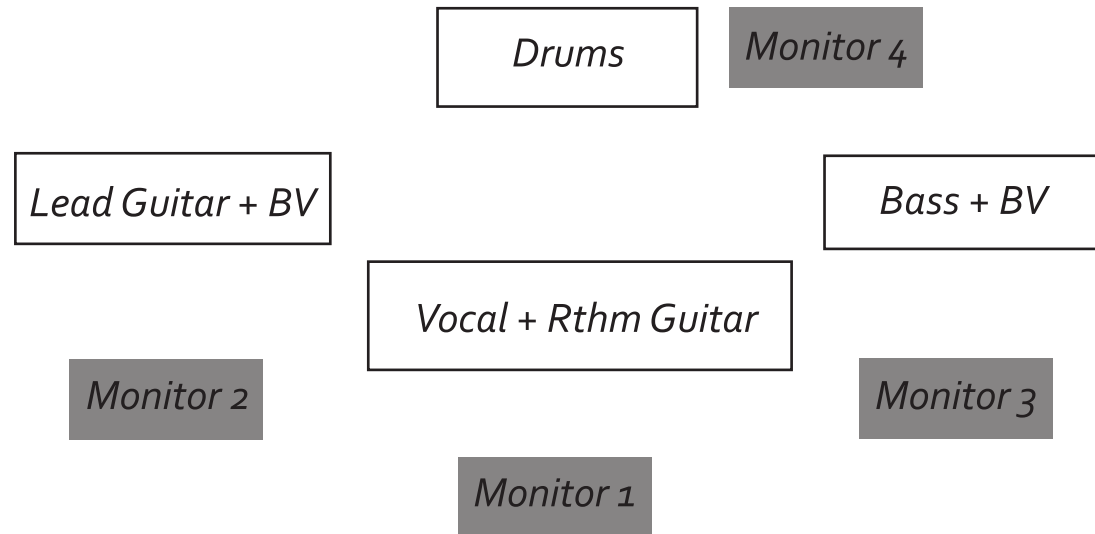 Drums
Monitor 4
Lead Guitar + BV
Bass + BV
Vocal + Rthm Guitar
Monitor 2
Monitor 3
Monitor 1